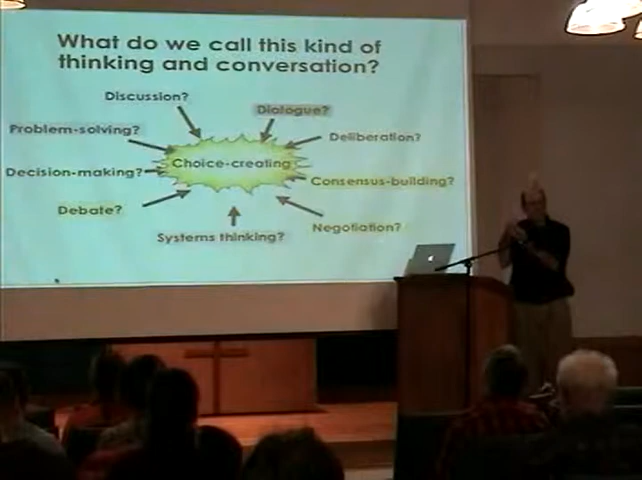 What do we call this kind of
thinking and conversation?
Discussion?
Dialogue?
Problem-solving?
Deliberation?
Choice-creating
Decision-making?
Consensus-building?
Debate?
Negotiation?
Systems thinking?